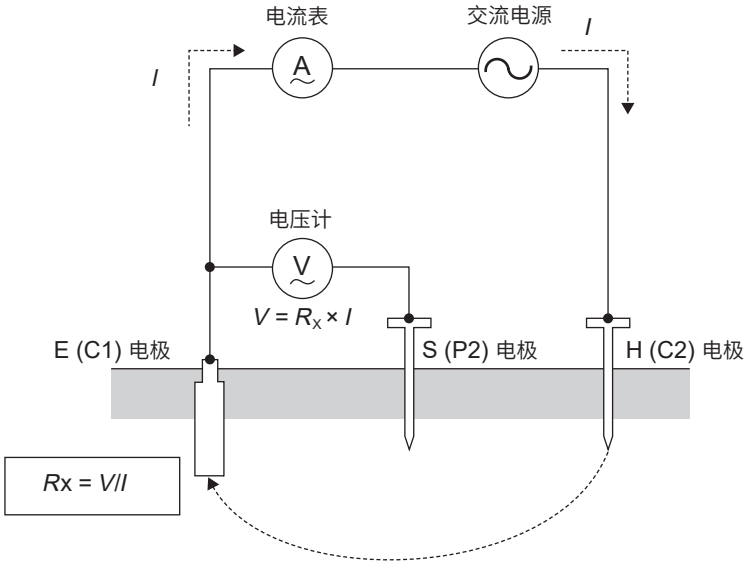 电流表
交流电源
I
I
A
电压计
V
V = RX × I
E (C1) 电极
S (P2) 电极
H (C2) 电极
Rx = V/I